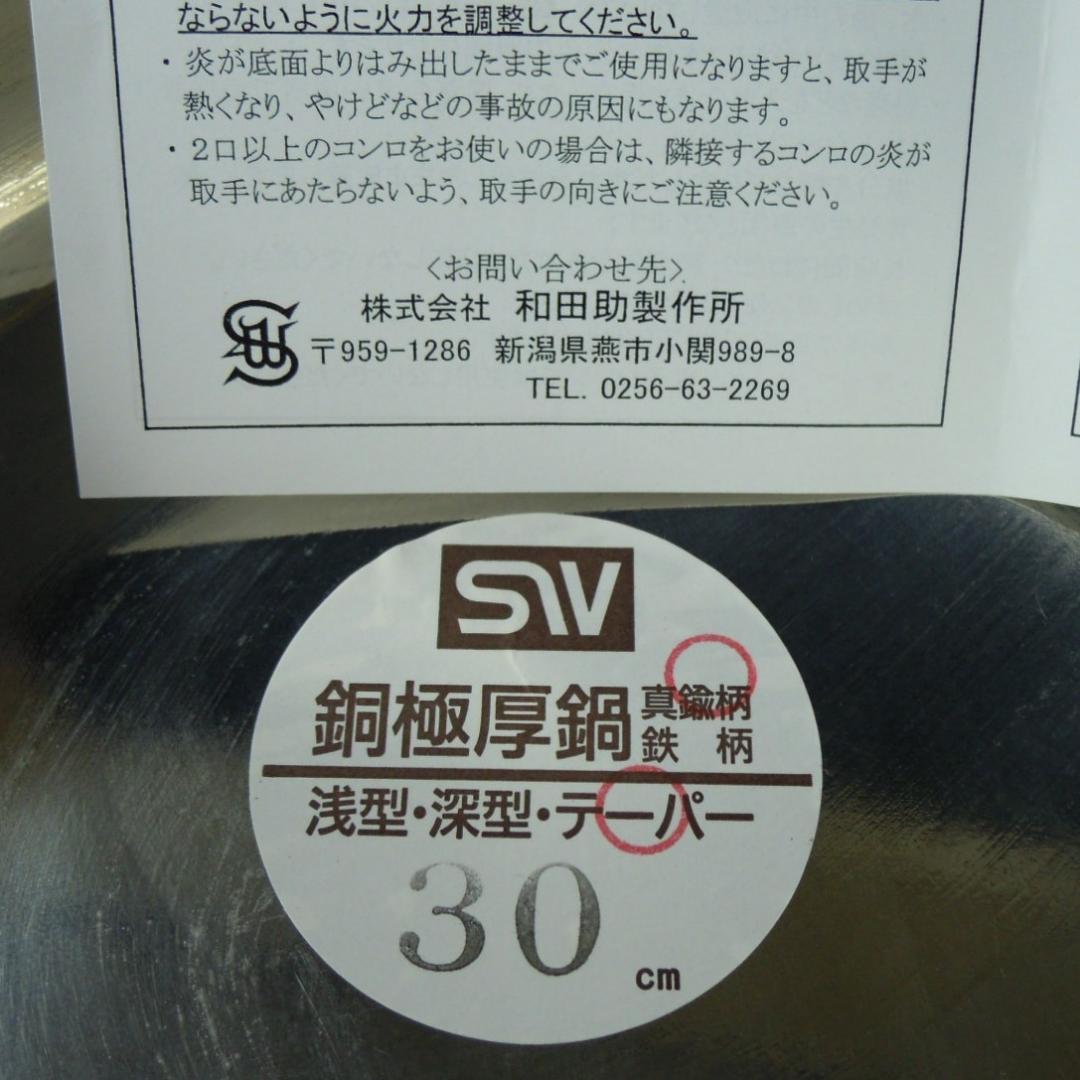 ならないように火力を調整してください。
・炎が底面よりはみ出したままでご使用になりますと、取手が
熱くなり、やけどなどの事故の原因にもなります。
・２口以上のコンロをお使いの場合は、隣接するコンロの炎が
取手にあたらないよう、取手の向きにご注意ください。
〈お問い合わせ先〉
株式会社 和田助製作所
〒959-1286 新潟県燕市小関989-8
TEL. 0256-63-2269
SW
銅極厚鍋 真鍮柄
鉄 柄
浅型・深型・テーパー
30 cm